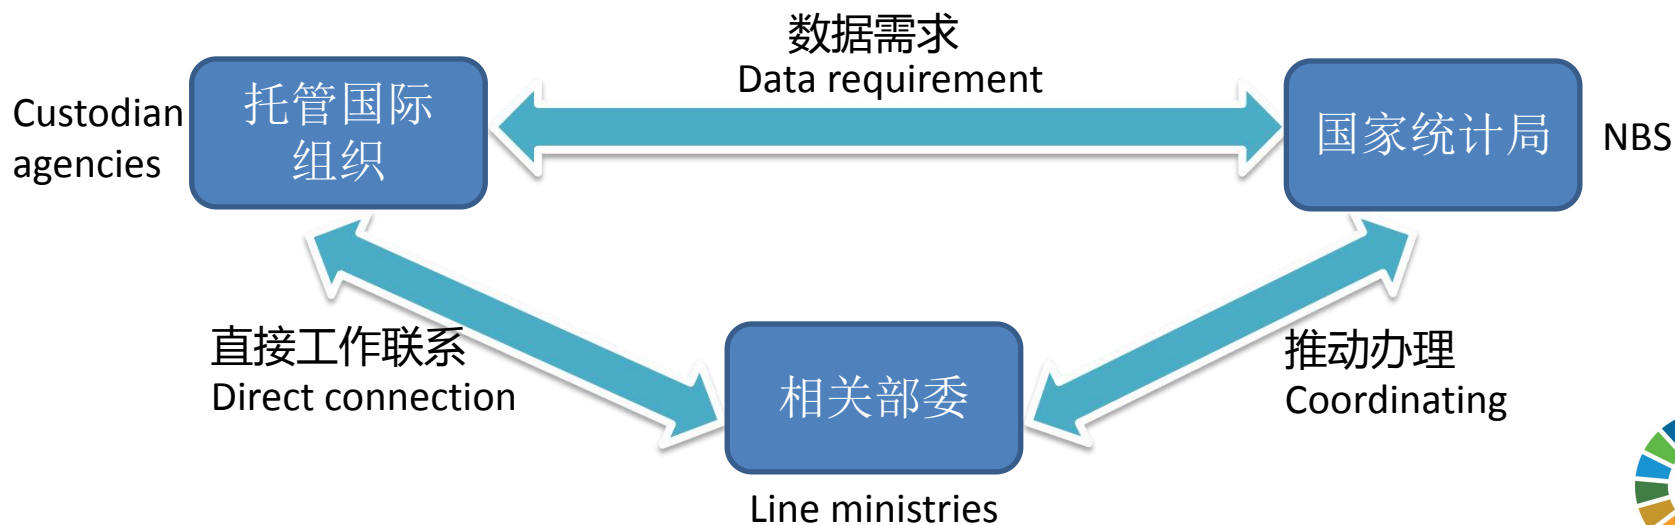 数据需求
Data requirement
Custodian
agencies
托管国际
组织
国家统计局
NBS
直接工作联系
Direct connection
推动办理
Coordinating
相关部委
Line ministries